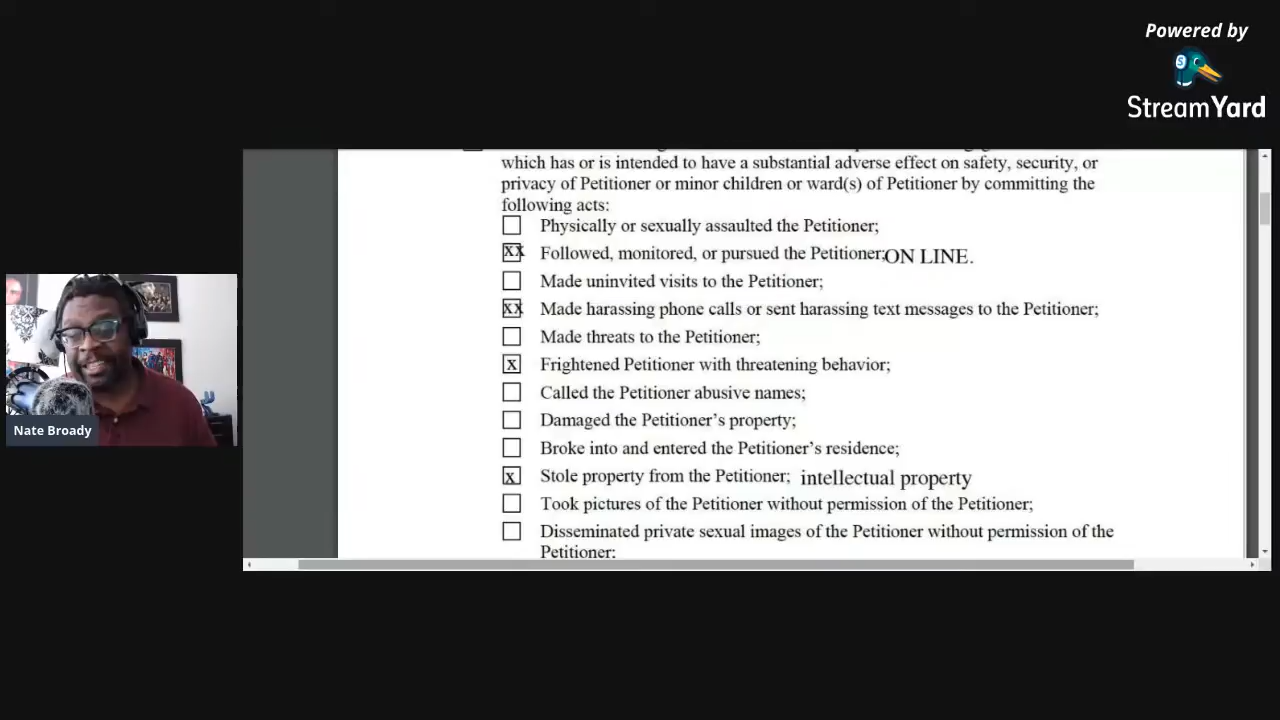 Powered by
StreamYard
which has or is intended to have a substantial adverse effect on safety, security, or
privacy of Petitioner or minor children or ward(s) of Petitioner by committing the
following acts:
Physically or sexually assaulted the Petitioner;
xx Followed, monitored, or pursued the Petitioner;ON LINE.
Made uninvited visits to the Petitioner;
xx Made harassing phone calls or sent harassing text messages to the Petitioner;
Made threats to the Petitioner;
x Frightened Petitioner with threatening behavior;
Called the Petitioner abusive names;
Damaged the Petitioner’s property;
Broke into and entered the Petitioner’s residence;
x Stole property from the Petitioner; intellectual property
Took pictures of the Petitioner without permission of the Petitioner;
Disseminated private sexual images of the Petitioner without permission of the
Petitioner;
Nate Broady